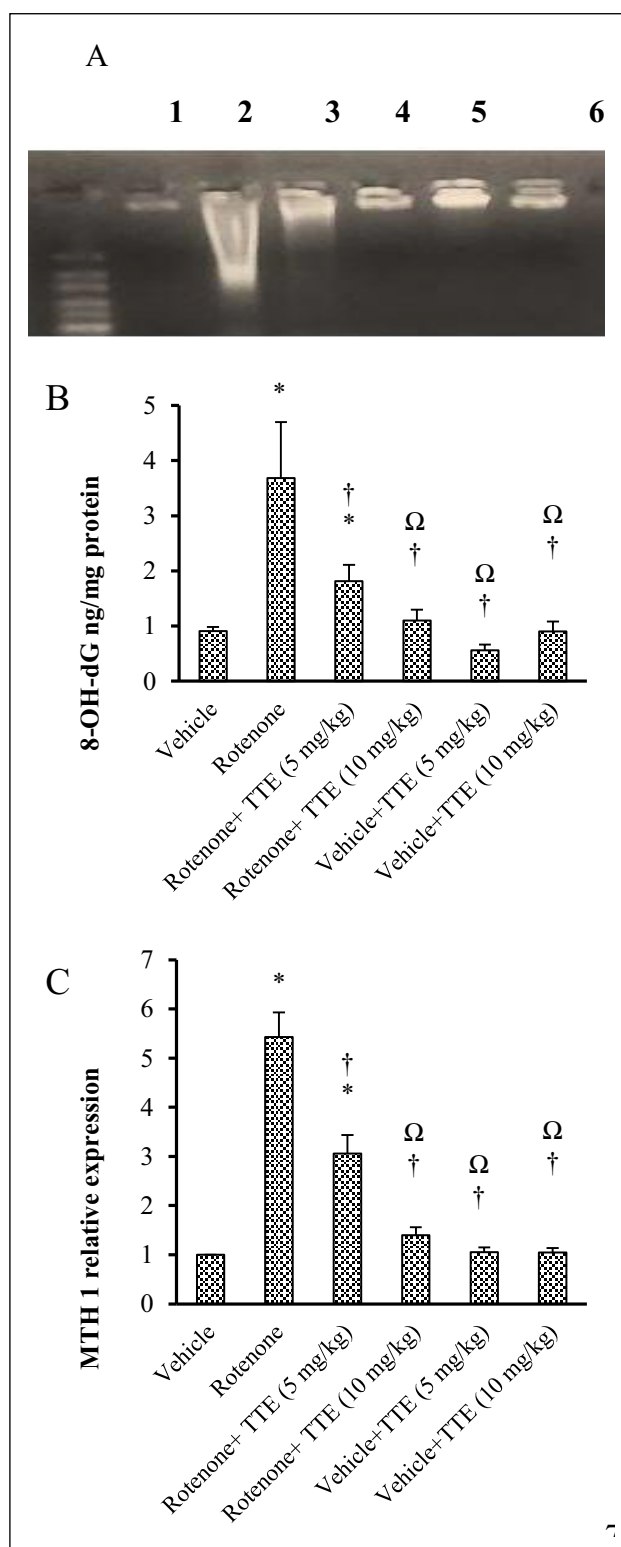 A
1 2 3 4 5 6
B
8-OH-dG ng/mg protein
5
4
3
2
1
0
*
†
*
Ω
†
Ω
†
Ω
†
Vehicle
Rotenone
Rotenone+ TTE (5 mg/kg)
Rotenone+ TTE (10 mg/kg)
Vehicle+TTE (5 mg/kg)
Vehicle+TTE (10 mg/kg)
C
MTH 1 relative expression
7
6
5
4
3
2
1
0
*
†
*
Ω
†
Ω
†
Ω
†
Vehicle
Rotenone
Rotenone+ TTE (5 mg/kg)
Rotenone+ TTE (10 mg/kg)
Vehicle+TTE (5 mg/kg)
Vehicle+TTE (10 mg/kg)